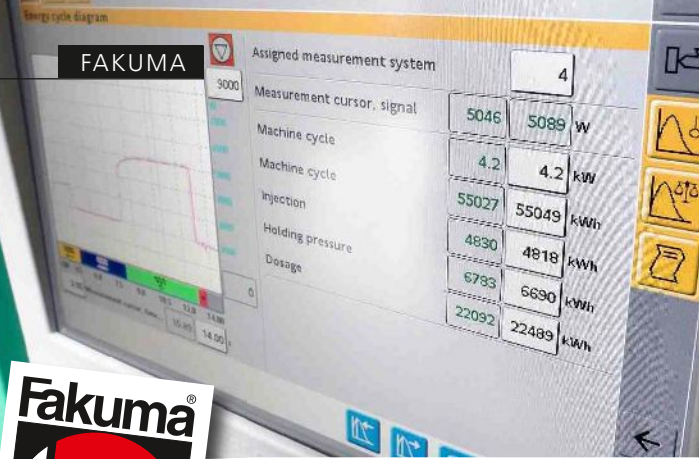 Energy cycle diagram
FAKUMA
9000
Assigned measurement system 4
Measurement cursor, signal 5046 5089 W
Machine cycle 4.2 4.2 kW
Machine cycle 55027 55049 kWh
Injection 4830 4818 kWh
Holding pressure 6783 6690 kWh
Dosage 22092 22489 kWh
0
14.00
Fakuma®